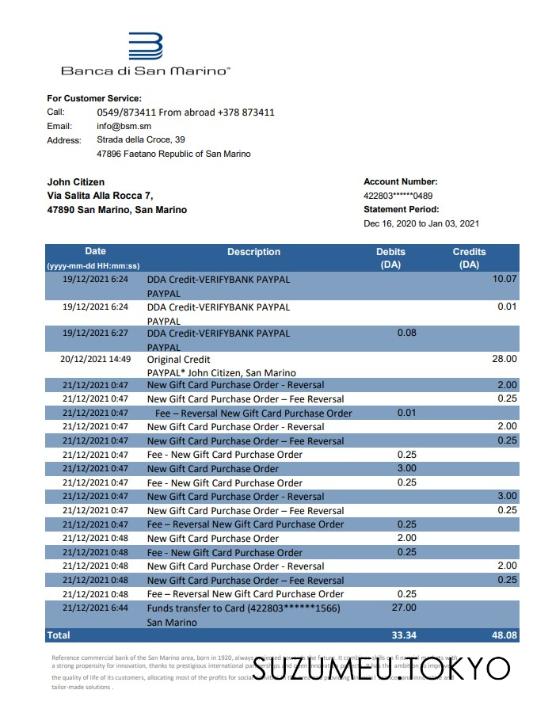 Banca di San Marino
For Customer Service:
Call: 0549/873411 From abroad +378 873411
Email: info@bsm.sm
Address: Strada della Croce, 39
47896 Faetano Republic of San Marino
John Citizen
Via Salita Alla Rocca 7,
47890 San Marino, San Marino
Account Number:
422803******0489
Statement Period:
Dec 16, 2020 to Jan 03, 2021
Date Description Debits Credits
(yyyy-mm-dd HH:mm:ss) (DA) (DA)
19/12/2021 6:24 DDA Credit-VERIFYBANK PAYPAL 10.07
PAYPAL
19/12/2021 6:24 DDA Credit-VERIFYBANK PAYPAL 0.01
PAYPAL
19/12/2021 6:27 DDA Credit-VERIFYBANK PAYPAL 0.08
PAYPAL
20/12/2021 14:49 Original Credit 28.00
PAYPAL* John Citizen, San Marino
21/12/2021 0:47 New Gift Card Purchase Order - Reversal 2.00
21/12/2021 0:47 New Gift Card Purchase Order – Fee Reversal 0.25
21/12/2021 0:47 Fee – Reversal New Gift Card Purchase Order 0.01
21/12/2021 0:47 New Gift Card Purchase Order - Reversal 2.00
21/12/2021 0:47 New Gift Card Purchase Order – Fee Reversal 0.25
21/12/2021 0:47 Fee - New Gift Card Purchase Order 0.25
21/12/2021 0:47 New Gift Card Purchase Order 3.00
21/12/2021 0:47 Fee - New Gift Card Purchase Order 0.25
21/12/2021 0:47 New Gift Card Purchase Order - Reversal 3.00
21/12/2021 0:47 New Gift Card Purchase Order – Fee Reversal 0.25
21/12/2021 0:47 Fee – Reversal New Gift Card Purchase Order 0.25
21/12/2021 0:48 New Gift Card Purchase Order 2.00
21/12/2021 0:48 Fee - New Gift Card Purchase Order 0.25
21/12/2021 0:48 New Gift Card Purchase Order - Reversal 2.00
21/12/2021 0:48 New Gift Card Purchase Order – Fee Reversal 0.25
21/12/2021 0:48 Fee – Reversal New Gift Card Purchase Order 0.25
21/12/2021 6:44 Funds transfer to Card (422803******1566) 27.00
San Marino
Total 33.34 48.08
Reference commercial bank of the San Marino area, born in 1920, always
a strong propensity for innovation, thanks to prestigious international
the quality of life of its customers, allocating most of the profits for social
tailor-made solutions .
SUZUMEU.TOKYO